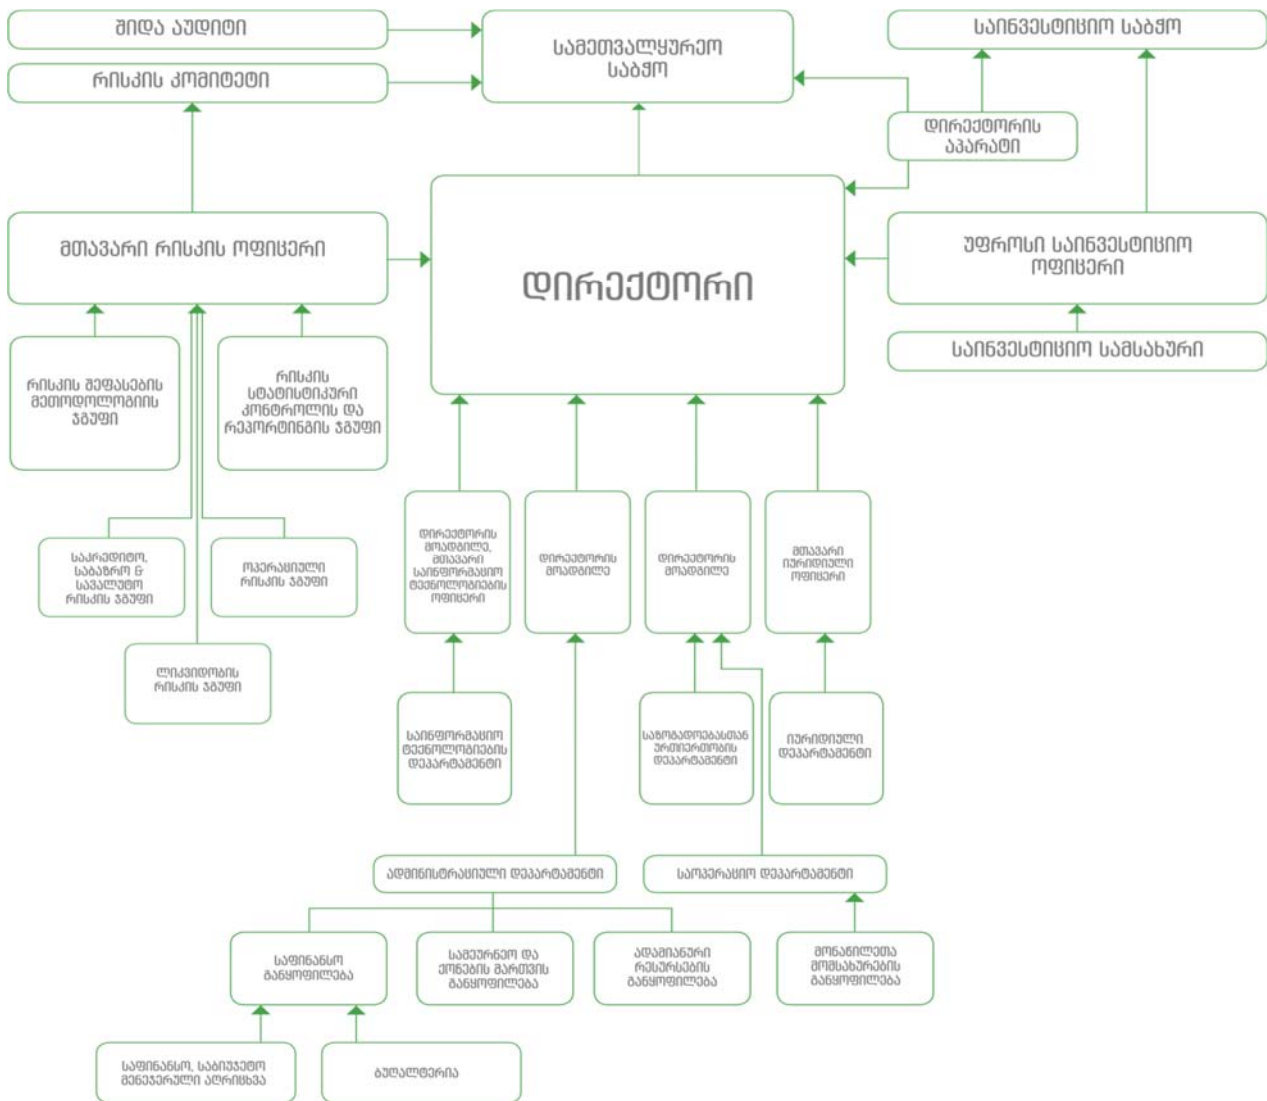 შიდა აუდიტი
რისკის კომიტეტი
სამეთვალყურეო
საბჭო
საინვესტიციო საბჭო
დირექტორის
აპარატი
მთავარი რისკის ოფიცერი
დირექტორი
უფროსი საინვესტიციო
ოფიცერი
საინვესტიციო სამსახური
რისკის შეფასების
მეთოდოლოგიის
ჯგუფი
რისკის
სტატისტიკური
კონტროლის და
რეპორტინგის ჯგუფი
საკრედიტო,
საბაზრო &
სავალუტო
რისკის ჯგუფი
ოპერაციული
რისკის ჯგუფი
ლიკვიდობის
რისკის ჯგუფი
დირექტორის
მოადგილე,
მთავარი
საინფორმაციო
ტექნოლოგიების
ოფიცერი
დირექტორის
მოადგილე
დირექტორის
მოადგილე
მთავარი
იურიდიული
ოფიცერი
საინფორმაციო
ტექნოლოგიების
დეპარტამენტი
საზოგადოებასთან
ურთიერთობის
დეპარტამენტი
იურიდიული
დეპარტამენტი
ადმინისტრაციული დეპარტამენტი
საოპერაციო დეპარტამენტი
საფინანსო
განყოფილება
სამეურნეო და
ქონების მართვის
განყოფილება
ადამიანური
რესურსების
განყოფილება
მონაწილეთა
მომსახურების
განყოფილება
საფინანსო, საბიუჯეტო
მენეჯერული აღრიცხვა
ბუღალტერია